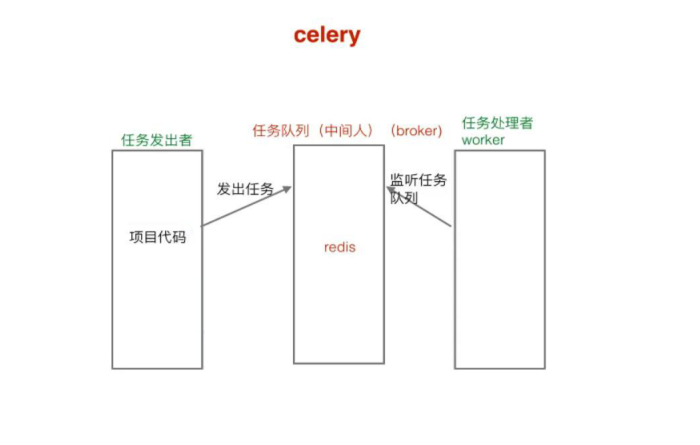 celery
任务发出者
任务队列（中间人）（broker)
任务处理者
worker
发出任务
监听任务
队列
项目代码
redis